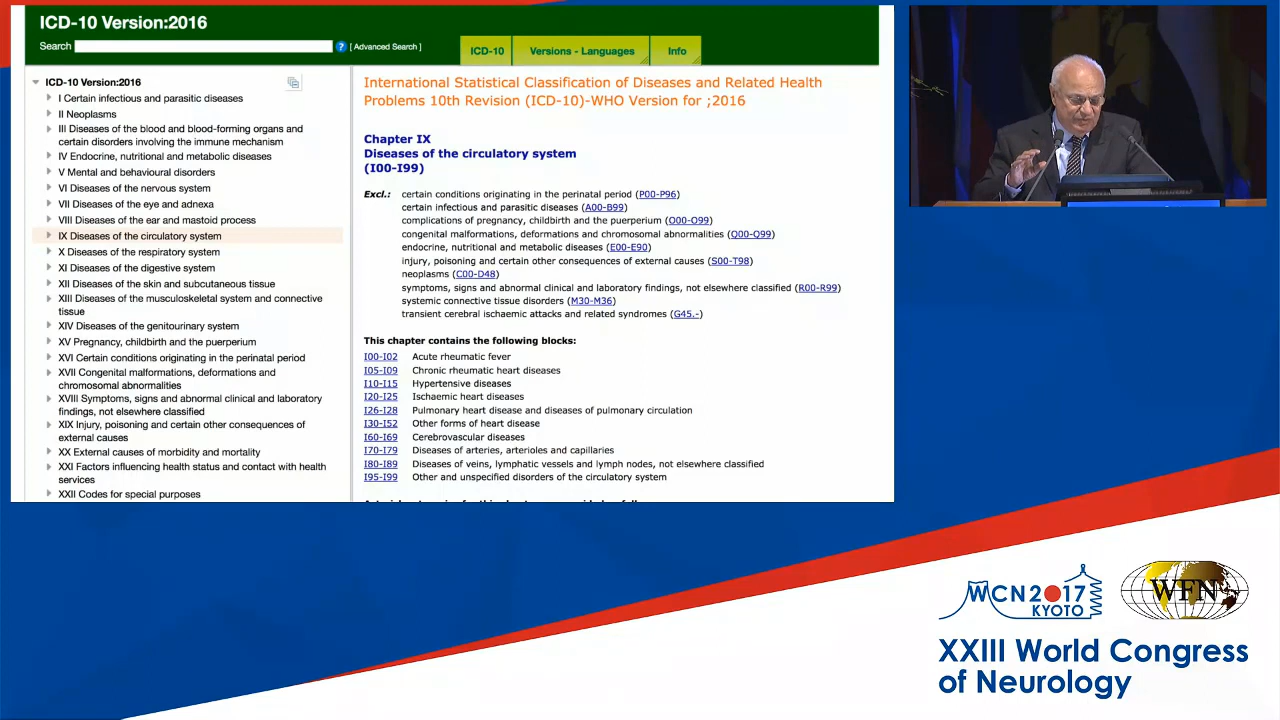 ICD-10 Version:2016
Search
?
[ Advanced Search ]
ICD-10
Versions - Languages
Info
ICD-10 Version:2016
I Certain infectious and parasitic diseases
II Neoplasms
III Diseases of the blood and blood-forming organs and
certain disorders involving the immune mechanism
IV Endocrine, nutritional and metabolic diseases
V Mental and behavioural disorders
VI Diseases of the nervous system
VII Diseases of the eye and adnexa
VIII Diseases of the ear and mastoid process
IX Diseases of the circulatory system
X Diseases of the respiratory system
XI Diseases of the digestive system
XII Diseases of the skin and subcutaneous tissue
XIII Diseases of the musculoskeletal system and connective
tissue
XIV Diseases of the genitourinary system
XV Pregnancy, childbirth and the puerperium
XVI Certain conditions originating in the perinatal period
XVII Congenital malformations, deformations and
chromosomal abnormalities
XVIII Symptoms, signs and abnormal clinical and laboratory
findings, not elsewhere classified
XIX Injury, poisoning and certain other consequences of
external causes
XX External causes of morbidity and mortality
XXI Factors influencing health status and contact with health
services
XXII Codes for special purposes
International Statistical Classification of Diseases and Related Health
Problems 10th Revision (ICD-10)-WHO Version for ;2016
Chapter IX
Diseases of the circulatory system
(I00-I99)
Excl.: certain conditions originating in the perinatal period (P00-P96)
certain infectious and parasitic diseases (A00-B99)
complications of pregnancy, childbirth and the puerperium (O00-O99)
congenital malformations, deformations and chromosomal abnormalities (Q00-Q99)
endocrine, nutritional and metabolic diseases (E00-E90)
injury, poisoning and certain other consequences of external causes (S00-T98)
neoplasms (C00-D48)
symptoms, signs and abnormal clinical and laboratory findings, not elsewhere classified (R00-R99)
systemic connective tissue disorders (M30-M36)
transient cerebral ischaemic attacks and related syndromes (G45.-)
This chapter contains the following blocks:
I00-I02 Acute rheumatic fever
I05-I09 Chronic rheumatic heart diseases
I10-I15 Hypertensive diseases
I20-I25 Ischaemic heart diseases
I26-I28 Pulmonary heart disease and diseases of pulmonary circulation
I30-I52 Other forms of heart disease
I60-I69 Cerebrovascular diseases
I70-I79 Diseases of arteries, arterioles and capillaries
I80-I89 Diseases of veins, lymphatic vessels and lymph nodes, not elsewhere classified
I95-I99 Other and unspecified disorders of the circulatory system
WCN2017
KYOTO
WFN
XXIII World Congress
of Neurology